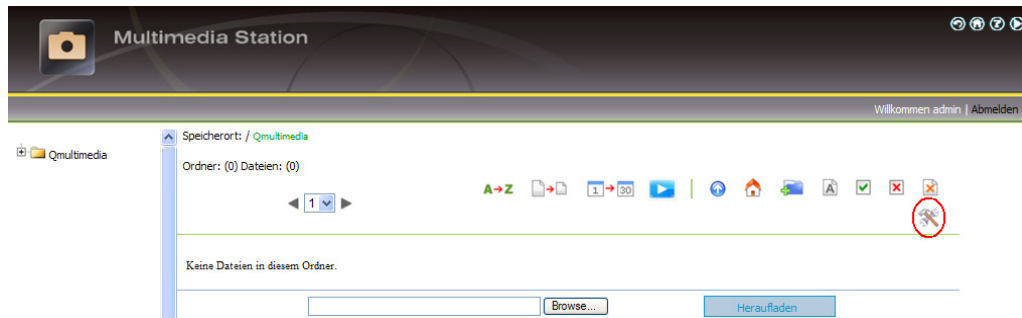 Multimedia Station
Willkommen admin | Abmelden
Qmultimedia
Speicherort: / Qmultimedia
Ordner: (0) Dateien: (0)
A→Z
1→30
1
A
Keine Dateien in diesem Ordner.
Browse...
Heraufladen